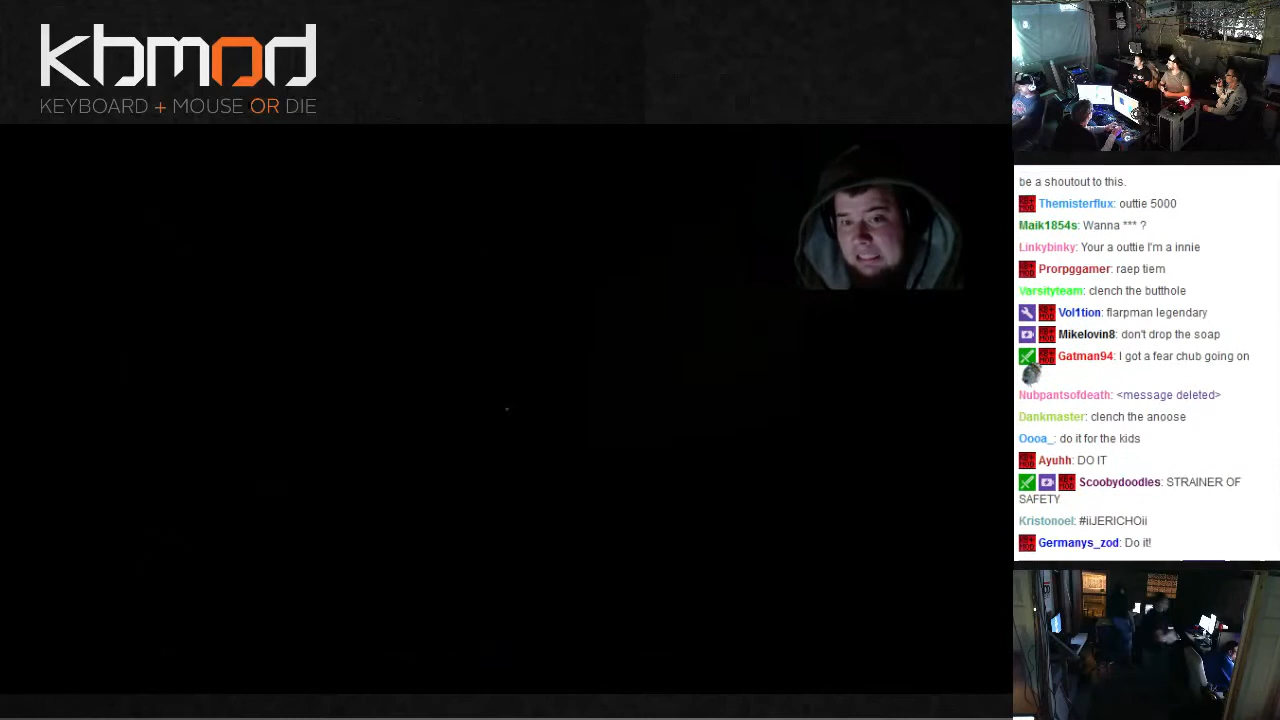 kbmod
KEYBOARD + MOUSE OR DIE
be a shoutout to this.
Themisterflux: outtie 5000
Maik1854s: Wanna *** ?
Linkybinky: Your a outtie I'm a innie
Prorpggamer: raep tiem
Varsityteam: clench the butthole
Vol1tion: flarpman legendary
Mikelovin8: don't drop the soap
Gatman94: I got a fear chub going on
Nubpantsofdeath: <message deleted>
Dankmaster: clench the anoose
Oooa_: do it for the kids
Ayuhh: DO IT
Scoobydoodles: STRAINER OF
SAFETY
Kristonoel: #iiJERICHOii
Germanys_zod: Do it!